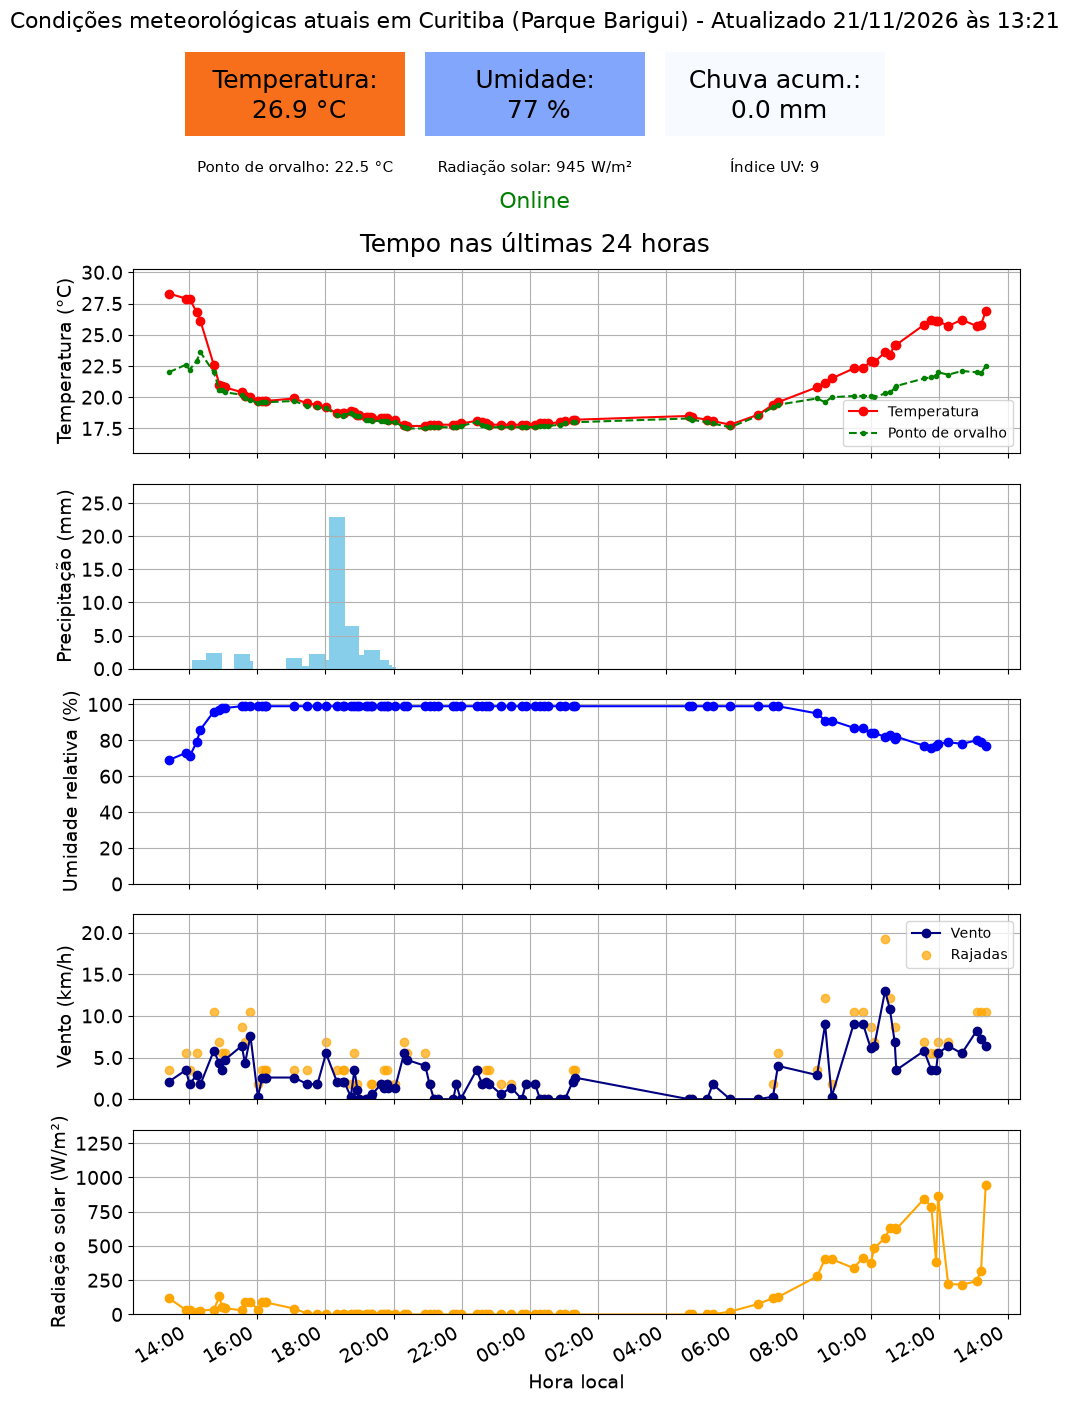 Condições meteorológicas atuais em Curitiba (Parque Barigui) - Atualizado 21/11/2026 às 13:21
Temperatura:
26.9 °C
Umidade:
77 %
Chuva acum.:
0.0 mm
Ponto de orvalho: 22.5 °C
Radiação solar: 945 W/m²
Índice UV: 9
Online
Tempo nas últimas 24 horas
Temperatura (°C)
30.0
27.5
25.0
22.5
20.0
17.5
Temperatura
Ponto de orvalho
Precipitação (mm)
25.0
20.0
15.0
10.0
5.0
0.0
Umidade relativa (%)
100
80
60
40
20
0
Vento (km/h)
20.0
15.0
10.0
5.0
0.0
Vento
Rajadas
Radiação solar (W/m²)
1250
1000
750
500
250
0
14:00
16:00
18:00
20:00
22:00
00:00
02:00
04:00
06:00
08:00
10:00
12:00
14:00
Hora local